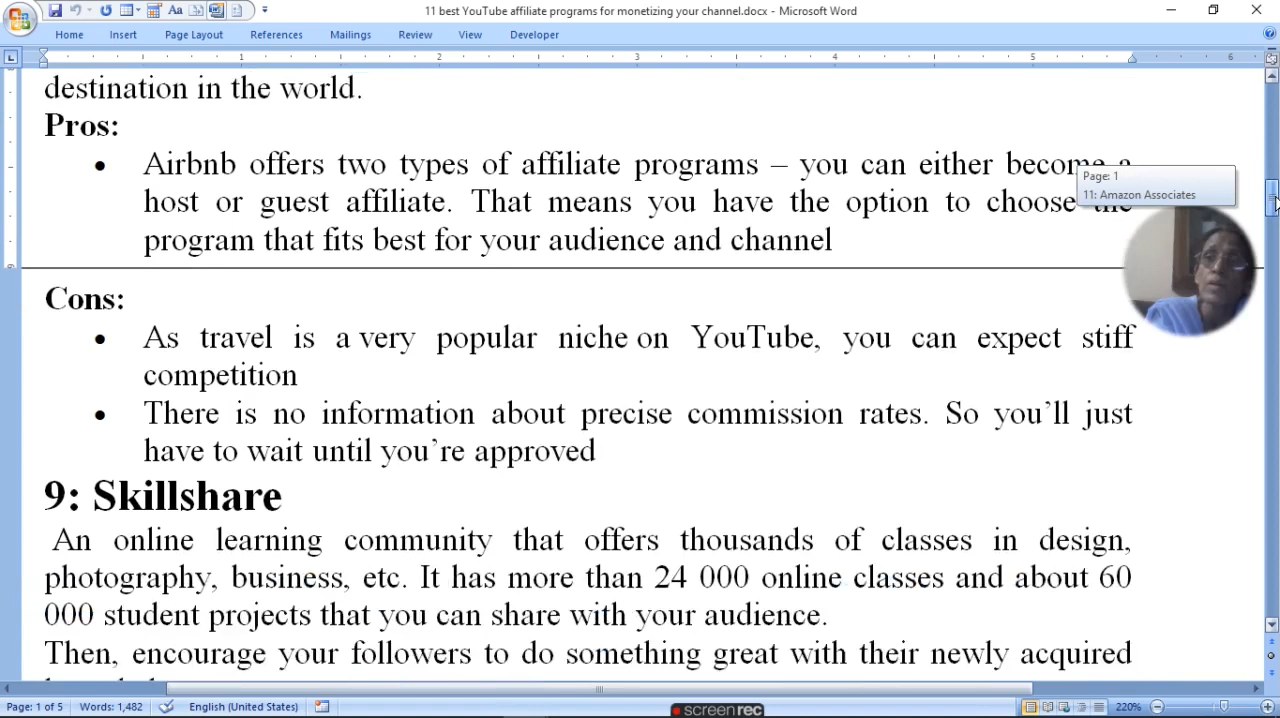 11 best YouTube affiliate programs for monetizing your channel.docx - Microsoft Word
Home Insert Page Layout References Mailings Review View Developer
1 2 3 4 5 6
destination in the world.
Pros:
• Airbnb offers two types of affiliate programs – you can either become a
host or guest affiliate. That means you have the option to choose the
program that fits best for your audience and channel
Page: 1
11: Amazon Associates
Cons:
• As travel is a very popular niche on YouTube, you can expect stiff
competition
• There is no information about precise commission rates. So you’ll just
have to wait until you’re approved
9: Skillshare
An online learning community that offers thousands of classes in design,
photography, business, etc. It has more than 24 000 online classes and about 60
000 student projects that you can share with your audience.
Then, encourage your followers to do something great with their newly acquired
Page: 1 of 5 Words: 1,482 English (United States) 220%
screenrec